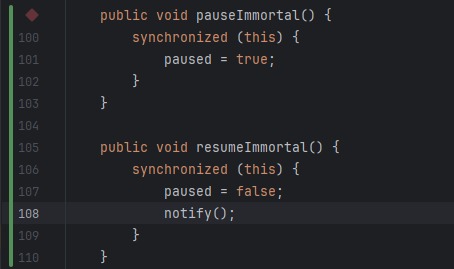 public void pauseImmortal() {
100 synchronized (this) {
101 paused = true;
102 }
103 }
104
105 public void resumeImmortal() {
106 synchronized (this) {
107 paused = false;
108 notify();
109 }
110 }